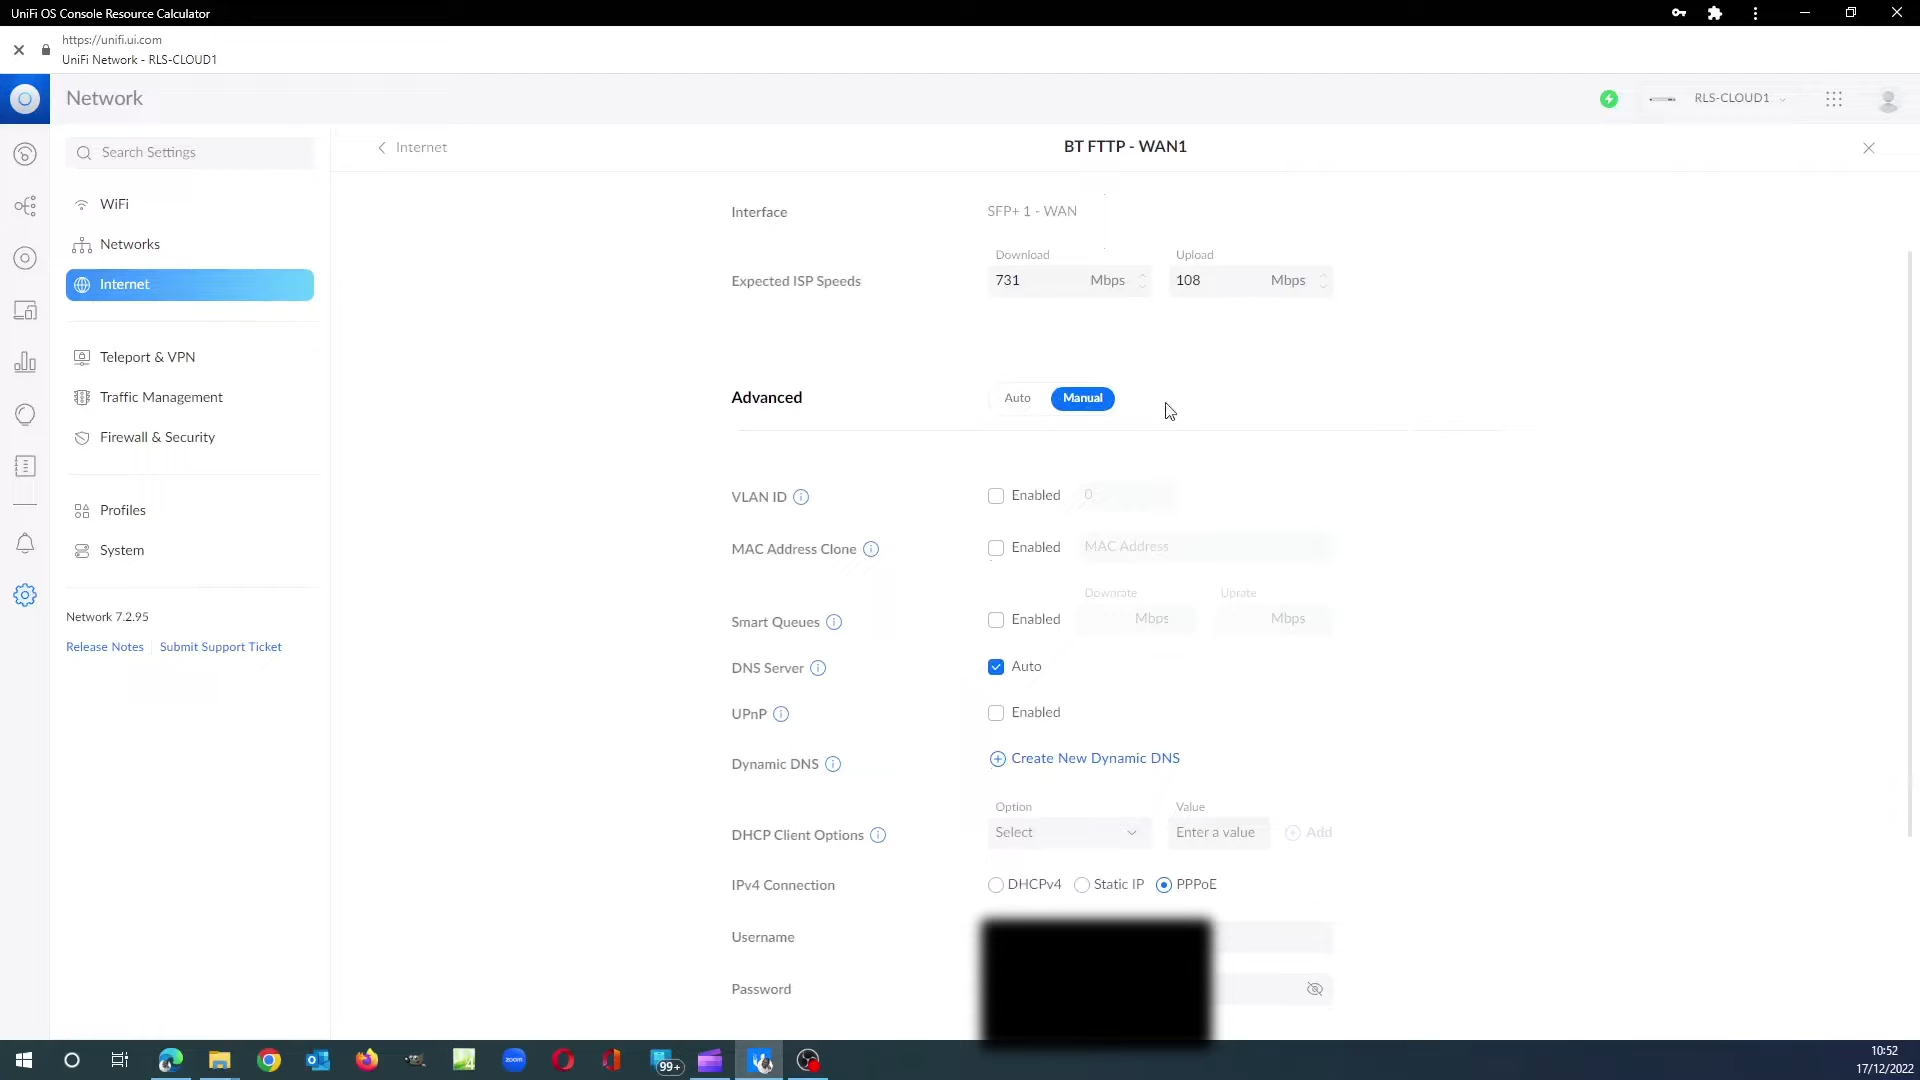 UniFi OS Console Resource Calculator
https://unifi.ui.com
UniFi Network - RLS-CLOUD1
Network
RLS-CLOUD1
Search Settings
Internet
BT FTTP - WAN1
WiFi
Networks
Internet
Teleport & VPN
Traffic Management
Firewall & Security
Profiles
System
Network 7.2.95
Release Notes
Submit Support Ticket
Interface
SFP+ 1 - WAN
Download
Upload
Expected ISP Speeds
731 Mbps
108 Mbps
Advanced
Auto
Manual
VLAN ID
Enabled
0
MAC Address Clone
Enabled
MAC Address
Downrate
Uprate
Smart Queues
Enabled
Mbps
Mbps
DNS Server
Auto
UPnP
Enabled
Dynamic DNS
Create New Dynamic DNS
Option
Value
DHCP Client Options
Select
Enter a value
Add
IPv4 Connection
DHCPv4
Static IP
PPPoE
Username
Password
zoom
99+
10:52
17/12/2022